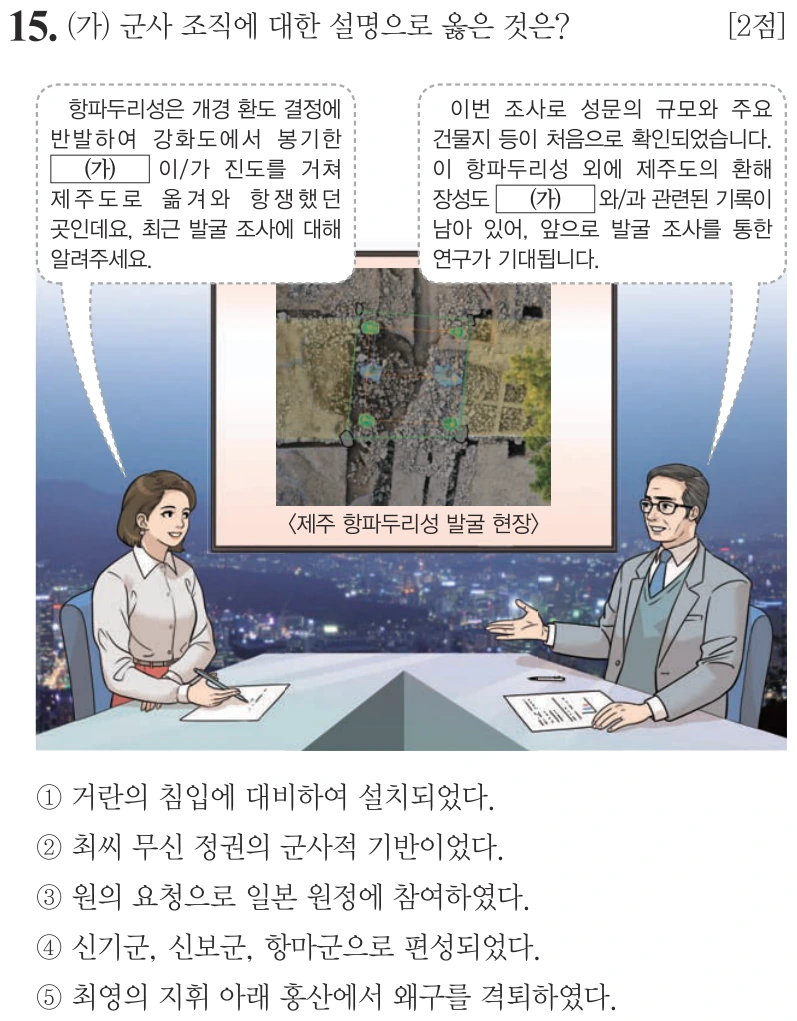 15. (가) 군사 조직에 대한 설명으로 옳은 것은? [2점]
항파두리성은 개경 환도 결정에
반발하여 강화도에서 봉기한
(가) 이/가 진도를 거쳐
제주도로 옮겨와 항쟁했던
곳인데요, 최근 발굴 조사에 대해
알려주세요.
이번 조사로 성문의 규모와 주요
건물지 등이 처음으로 확인되었습니다.
이 항파두리성 외에 제주도의 환해
장성도 (가) 와/과 관련된 기록이
남아 있어, 앞으로 발굴 조사를 통한
연구가 기대됩니다.
〈제주 항파두리성 발굴 현장〉
① 거란의 침입에 대비하여 설치되었다.
② 최씨 무신 정권의 군사적 기반이었다.
③ 원의 요청으로 일본 원정에 참여하였다.
④ 신기군, 신보군, 항마군으로 편성되었다.
⑤ 최영의 지휘 아래 홍산에서 왜구를 격퇴하였다.